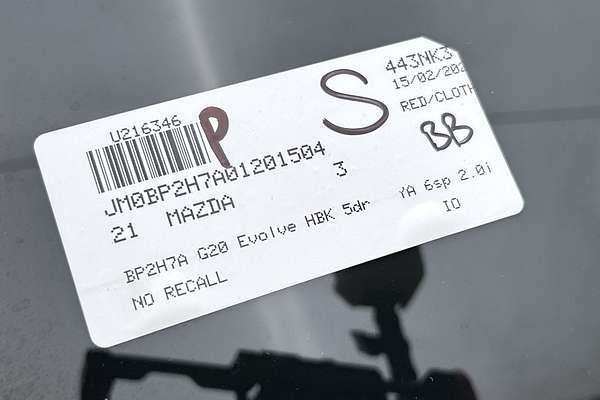 U216346
P
S
443NK3
15/02/202
RED/CLOTH
BB
JM0BP2H7A01201504
21 MAZDA 3
BP2H7A G20 Evolve HBK 5dr YA 6sp 2.0i
NO RECALL IO